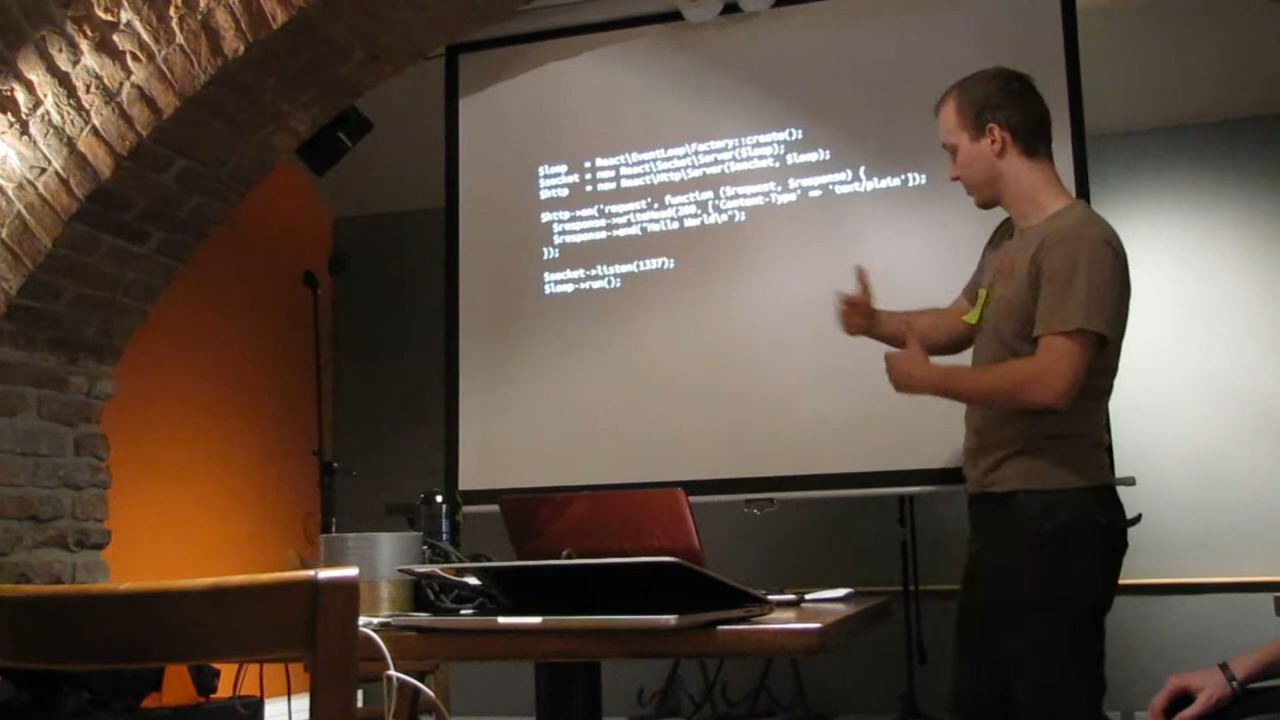 $loop   = React\EventLoop\Factory::create();
$socket = new React\Socket\Server($loop);
$http   = new React\Http\Server($socket, $loop);
$http->on('request', function ($request, $response) {
  $response->writeHead(200, ['Content-Type' => 'text/plain']);
  $response->end("Hello World\n");
});
$socket->listen(1337);
$loop->run();